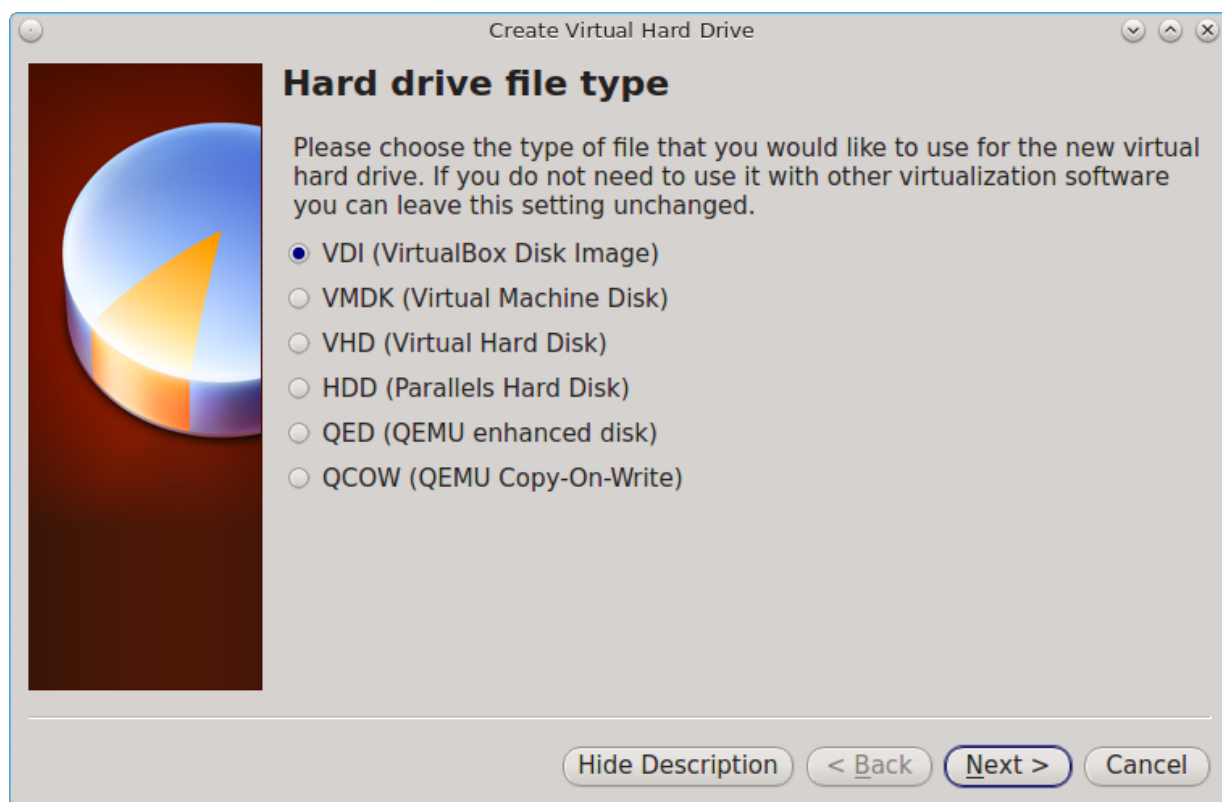 Create Virtual Hard Drive
Hard drive file type
Please choose the type of file that you would like to use for the new virtual
hard drive. If you do not need to use it with other virtualization software
you can leave this setting unchanged.
VDI (VirtualBox Disk Image)
VMDK (Virtual Machine Disk)
VHD (Virtual Hard Disk)
HDD (Parallels Hard Disk)
QED (QEMU enhanced disk)
QCOW (QEMU Copy-On-Write)
Hide Description < Back Next > Cancel